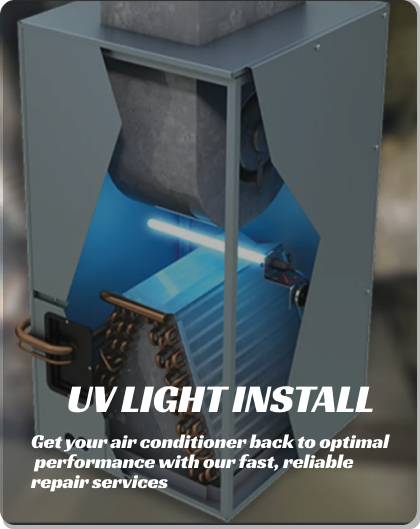 UV LIGHT INSTALL
Get your air conditioner back to optimal
performance with our fast, reliable
repair services